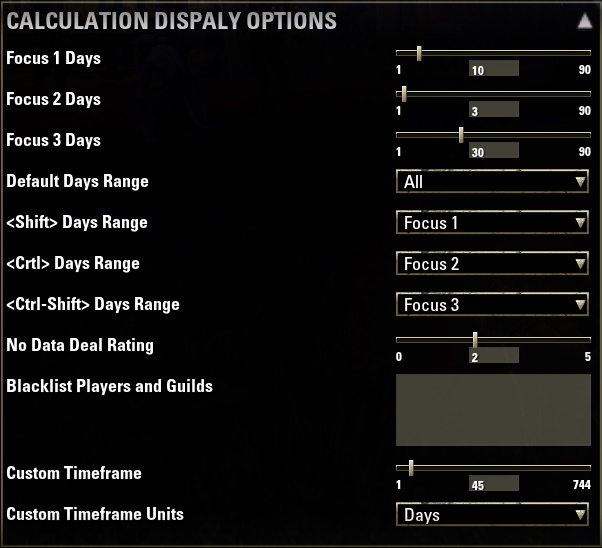 CALCULATION DISPALY OPTIONS
Focus 1 Days
1 10 90
Focus 2 Days
1 3 90
Focus 3 Days
1 30 90
Default Days Range All
<Shift> Days Range Focus 1
<Crtl> Days Range Focus 2
<Ctrl-Shift> Days Range Focus 3
No Data Deal Rating
0 2 5
Blacklist Players and Guilds
Custom Timeframe
1 45 744
Custom Timeframe Units Days